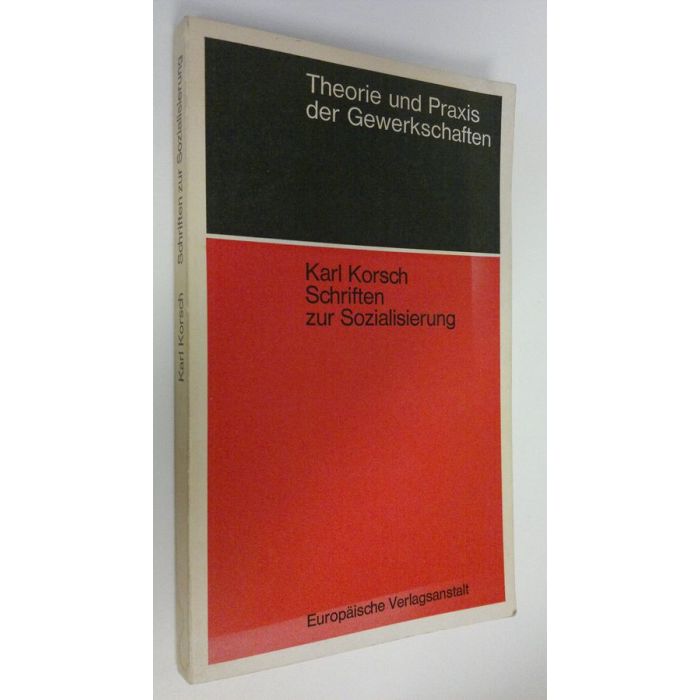 Theorie und Praxis
der Gewerkschaften
Karl Korsch
Schriften
zur Sozialisierung
Europäische Verlagsanstalt
Karl Korsch Schriften zur Sozialisierung